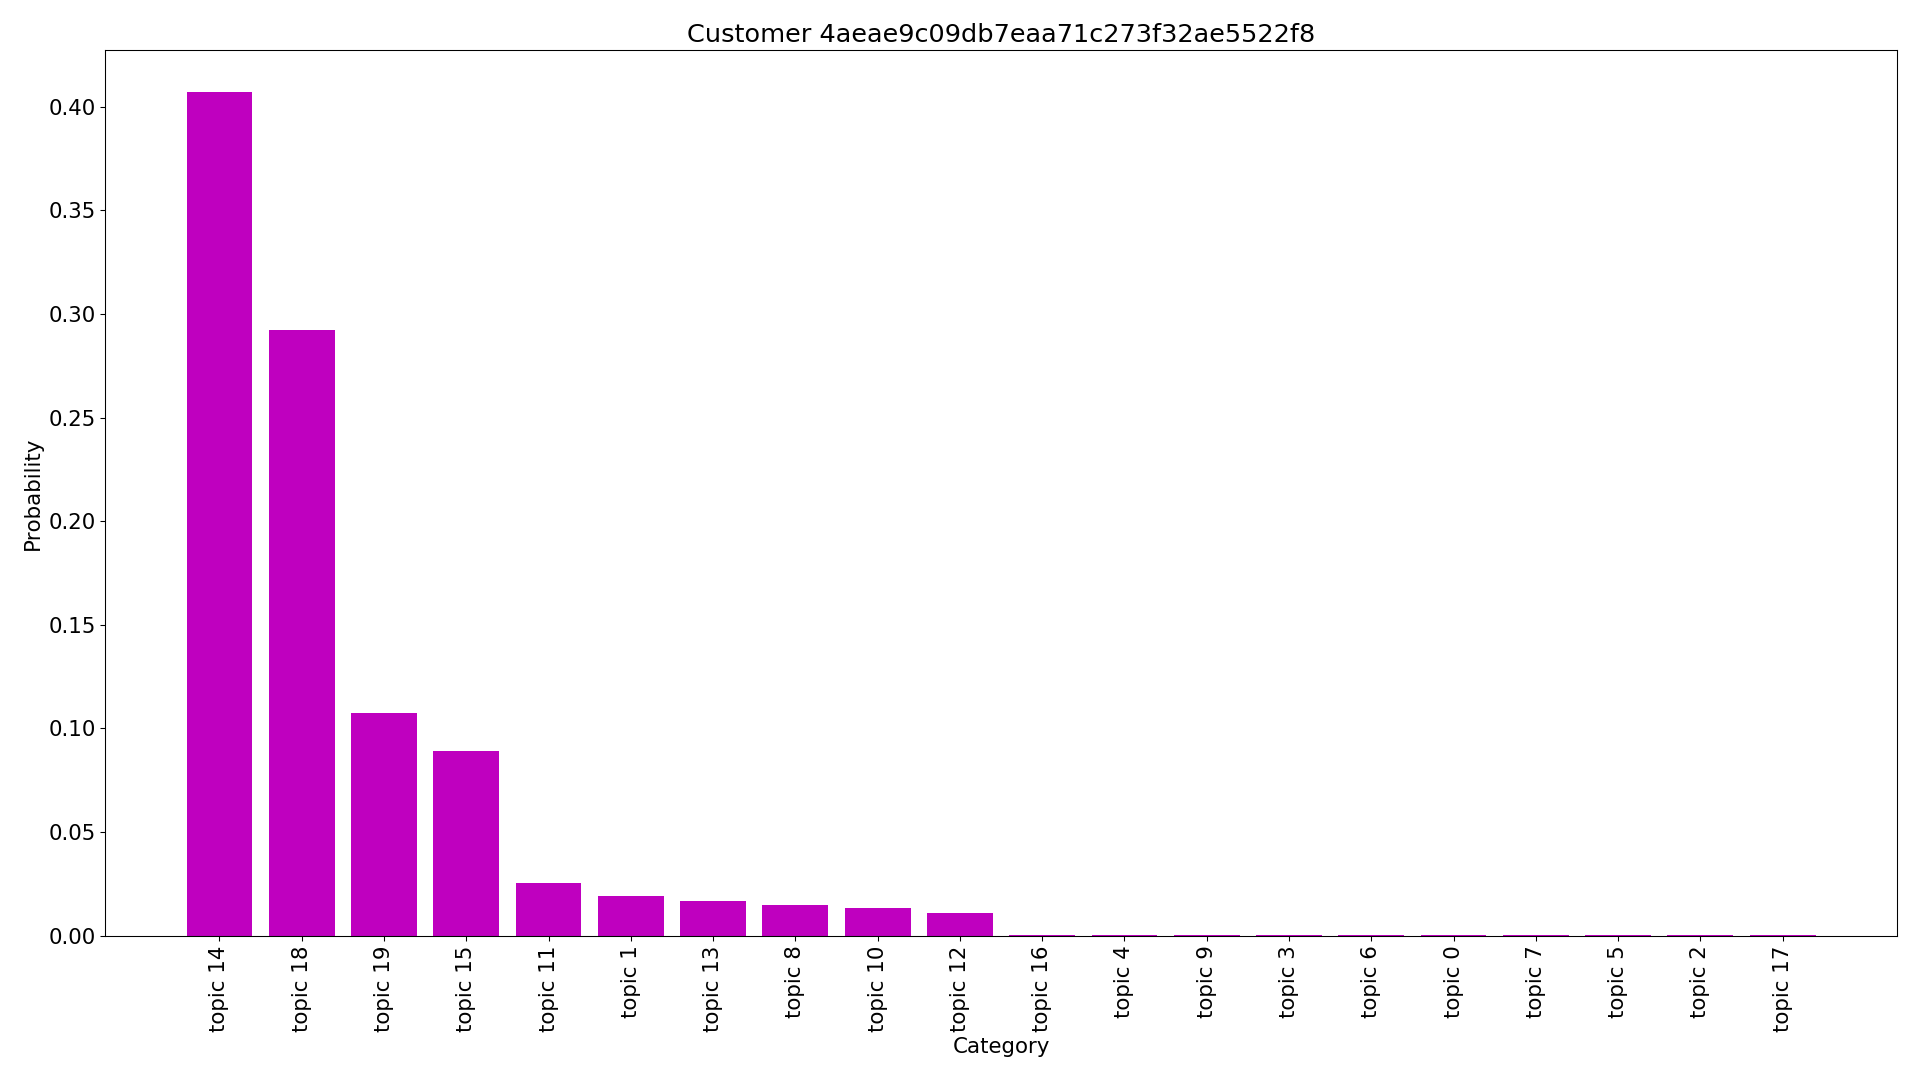 Customer 4aeae9c09db7eaa71c273f32ae5522f8
Probability
0.40
0.35
0.30
0.25
0.20
0.15
0.10
0.05
0.00
topic 14
topic 18
topic 19
topic 15
topic 11
topic 1
topic 13
topic 8
topic 10
topic 12
topic 16
topic 4
topic 9
topic 3
topic 6
topic 0
topic 7
topic 5
topic 2
topic 17
Category